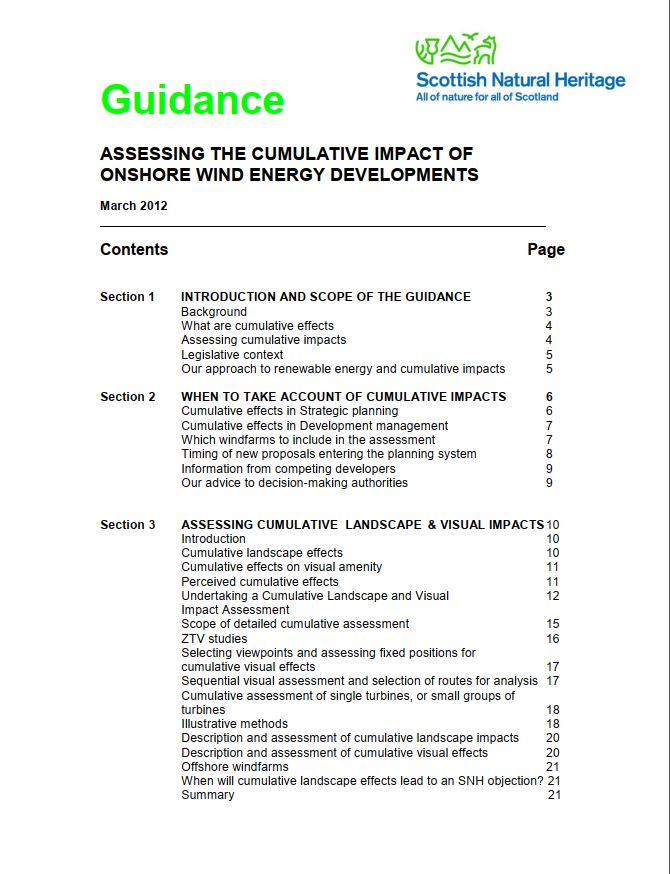 Scottish Natural Heritage
All of nature for all of Scotland
Guidance
ASSESSING THE CUMULATIVE IMPACT OF
ONSHORE WIND ENERGY DEVELOPMENTS
March 2012
Contents Page
Section 1 INTRODUCTION AND SCOPE OF THE GUIDANCE 3
Background 3
What are cumulative effects 4
Assessing cumulative impacts 4
Legislative context 5
Our approach to renewable energy and cumulative impacts 5
Section 2 WHEN TO TAKE ACCOUNT OF CUMULATIVE IMPACTS 6
Cumulative effects in Strategic planning 6
Cumulative effects in Development management 7
Which windfarms to include in the assessment 7
Timing of new proposals entering the planning system 8
Information from competing developers 9
Our advice to decision-making authorities 9
Section 3 ASSESSING CUMULATIVE LANDSCAPE & VISUAL IMPACTS 10
Introduction 10
Cumulative landscape effects 10
Cumulative effects on visual amenity 11
Perceived cumulative effects 11
Undertaking a Cumulative Landscape and Visual 12
Impact Assessment
Scope of detailed cumulative assessment 15
ZTV studies 16
Selecting viewpoints and assessing fixed positions for
cumulative visual effects 17
Sequential visual assessment and selection of routes for analysis 17
Cumulative assessment of single turbines, or small groups of
turbines 18
Illustrative methods 18
Description and assessment of cumulative landscape impacts 20
Description and assessment of cumulative visual effects 20
Offshore windfarms 21
When will cumulative landscape effects lead to an SNH objection? 21
Summary 21